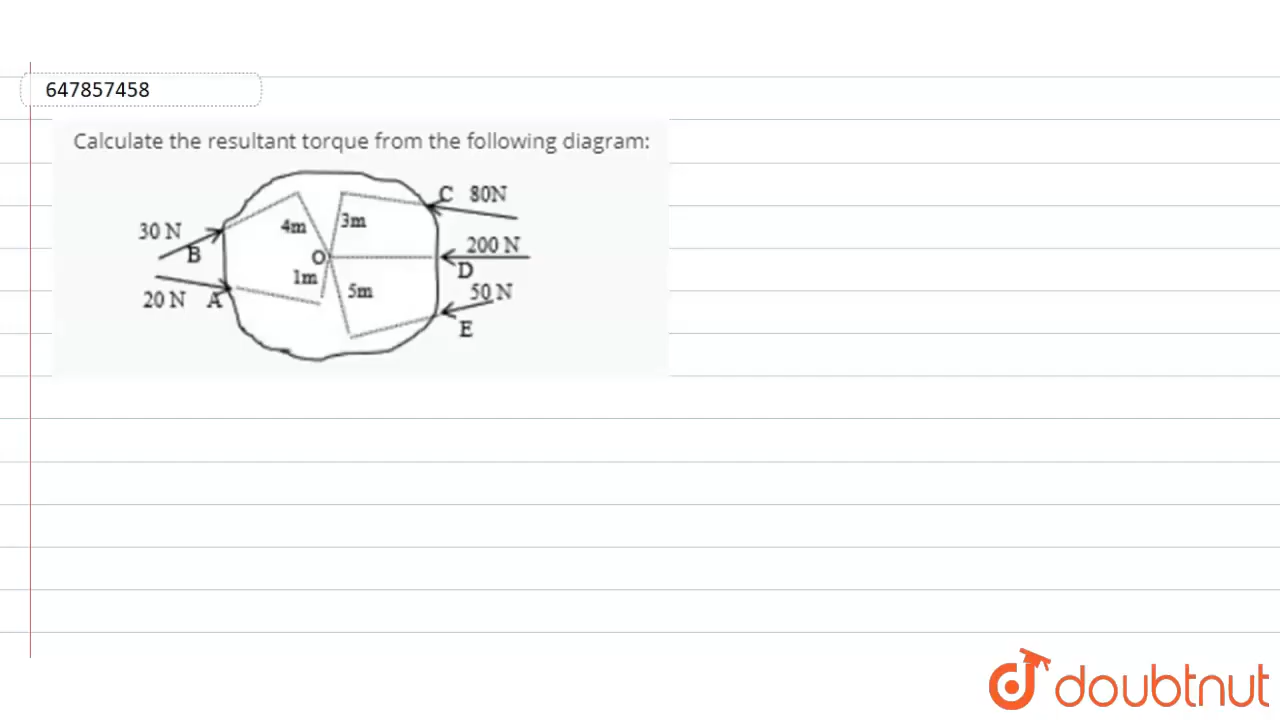 647857458
Calculate the resultant torque from the following diagram:
C 80N
30 N
B
4m
3m
200 N
O
D
1m
5m
50 N
20 N A
E
doubtnut